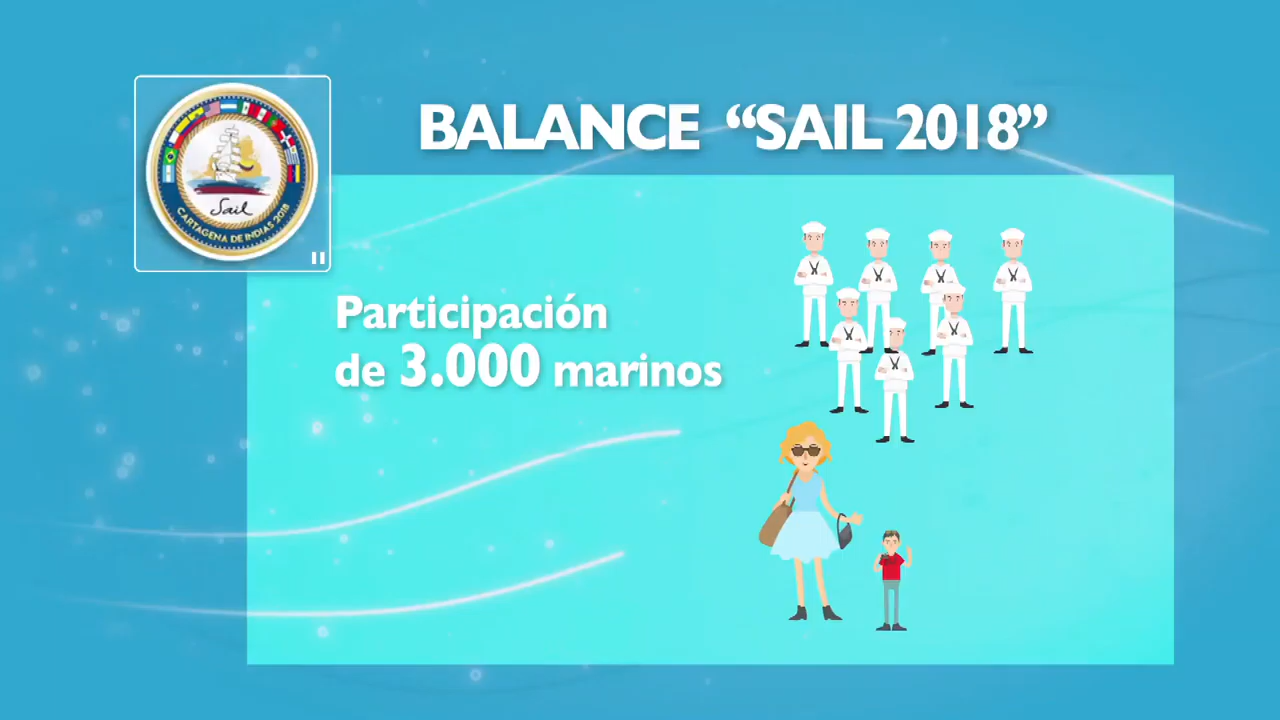 BALANCE “SAIL 2018”
Sail
CARTAGENA DE INDIAS 2018
Participación
de 3.000 marinos